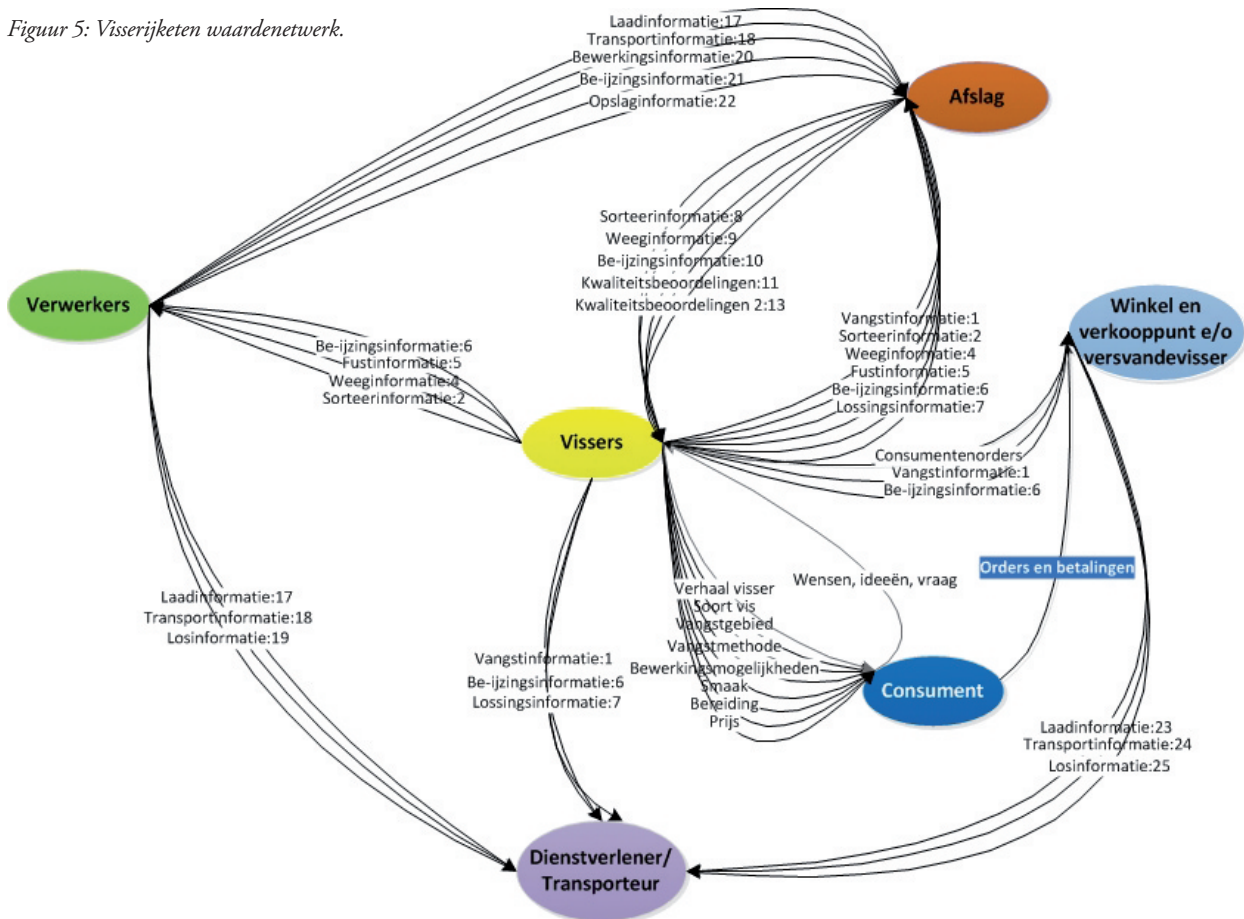 Figuur 5: Visserijketen waardenetwerk.
Laadinformatie:17
Transportinformatie:18
Bewerkingsinformatie:20
Be-ijzingsinformatie:21
Opslaginformatie:22
Afslag
Sorteerinformatie:8
Weeginformatie:9
Be-ijzingsinformatie:10
Kwaliteitsbeoordelingen:11
Kwaliteitsbeoordelingen 2:13
Verwerkers
Winkel en
verkooppunt e/o
versvandevisser
Vangstinformatie:1
Sorteerinformatie:2
Weeginformatie:4
Fustinformatie:5
Be-ijzingsinformatie:6
Lossingsinformatie:7
Be-ijzingsinformatie:6
Fustinformatie:5
Weeginformatie:4
Sorteerinformatie:2
Vissers
Consumentenorders
Vangstinformatie:1
Be-ijzingsinformatie:6
Orders en betalingen
Wensen, ideeën, vraag
Verhaal visser
Soort vis
Vangstgebied
Vangstmethode
Bewerkingsmogelijkheden
Smaak
Bereiding
Prijs
Consument
Laadinformatie:17
Transportinformatie:18
Losinformatie:19
Vangstinformatie:1
Be-ijzingsinformatie:6
Lossingsinformatie:7
Laadinformatie:23
Transportinformatie:24
Losinformatie:25
Dienstverlener/
Transporteur